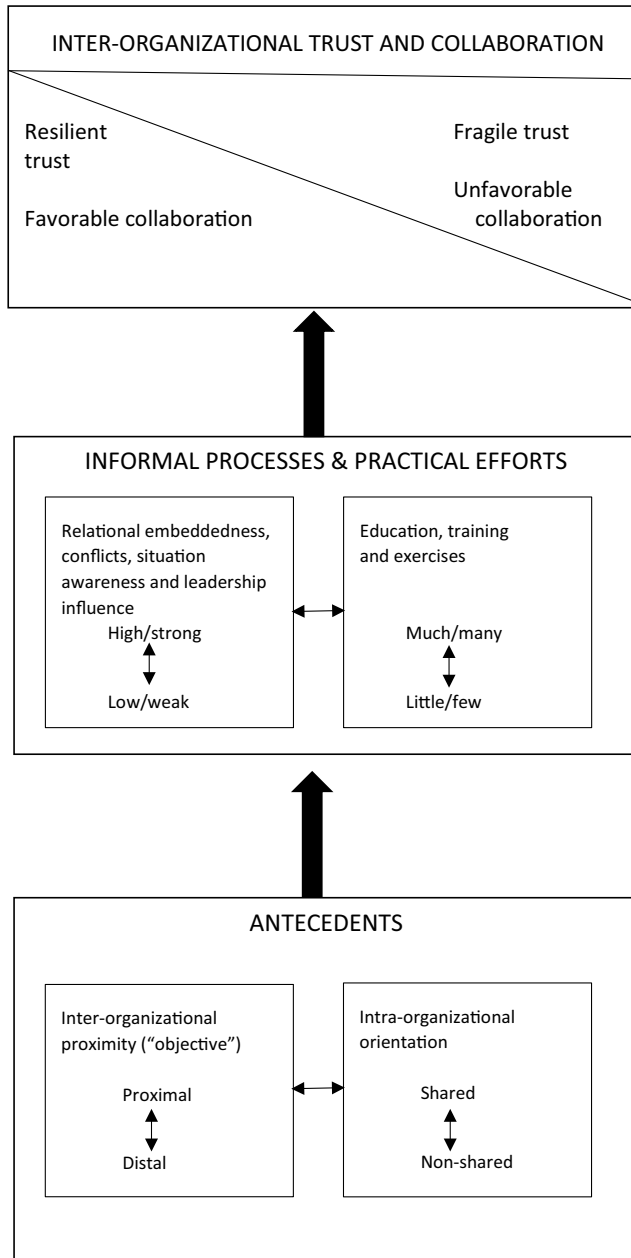 INTER-ORGANIZATIONAL TRUST AND COLLABORATION
Resilient
trust
Favorable collaboration
Fragile trust
Unfavorable
collaboration
INFORMAL PROCESSES & PRACTICAL EFFORTS
Relational embeddedness,
conflicts, situation
awareness and leadership
influence
High/strong
Low/weak
Education, training
and exercises
Much/many
Little/few
ANTECEDENTS
Inter-organizational
proximity (“objective”)
Proximal
Distal
Intra-organizational
orientation
Shared
Non-shared